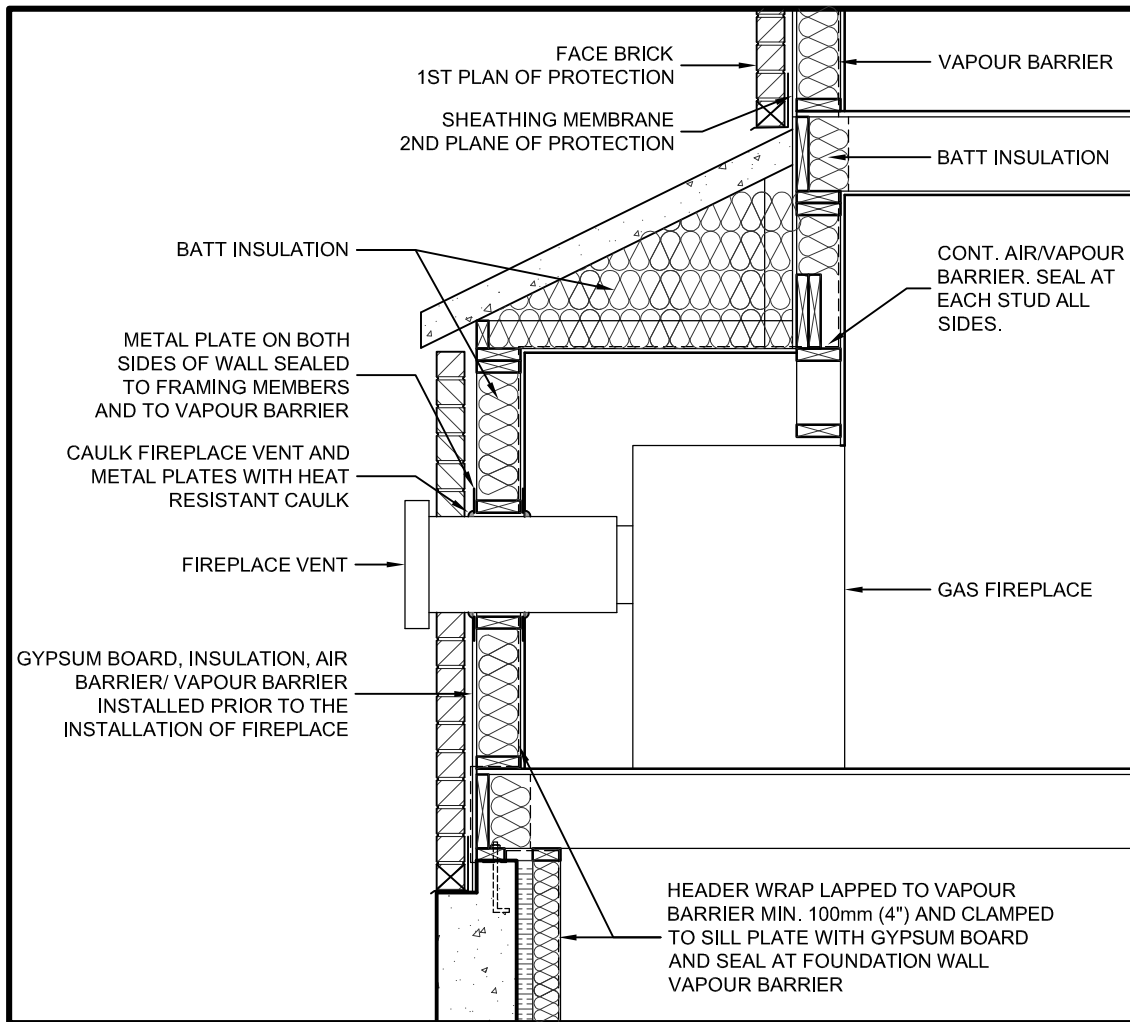 FACE BRICK
1ST PLAN OF PROTECTION
VAPOUR BARRIER
SHEATHING MEMBRANE
2ND PLANE OF PROTECTION
BATT INSULATION
BATT INSULATION
CONT. AIR/VAPOUR
BARRIER. SEAL AT
EACH STUD ALL
SIDES.
METAL PLATE ON BOTH
SIDES OF WALL SEALED
TO FRAMING MEMBERS
AND TO VAPOUR BARRIER
CAULK FIREPLACE VENT AND
METAL PLATES WITH HEAT
RESISTANT CAULK
FIREPLACE VENT
GAS FIREPLACE
GYPSUM BOARD, INSULATION, AIR
BARRIER/ VAPOUR BARRIER
INSTALLED PRIOR TO THE
INSTALLATION OF FIREPLACE
HEADER WRAP LAPPED TO VAPOUR
BARRIER MIN. 100mm (4") AND CLAMPED
TO SILL PLATE WITH GYPSUM BOARD
AND SEAL AT FOUNDATION WALL
VAPOUR BARRIER